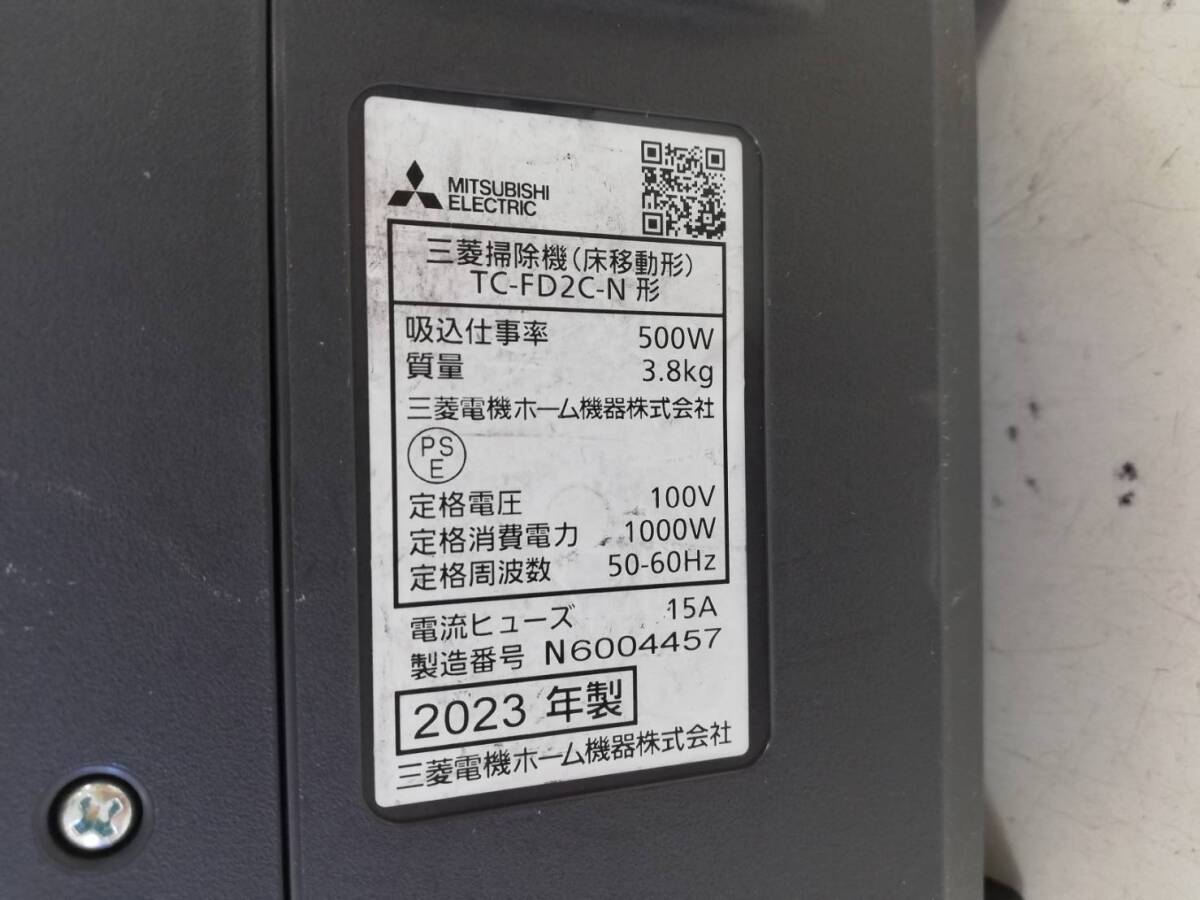 MITSUBISHI
ELECTRIC
三菱掃除機(床移動形)
TC-FD2C-N 形
吸込仕事率 500W
質量 3.8kg
三菱電機ホーム機器株式会社
PS
E
定格電圧 100V
定格消費電力 1000W
定格周波数 50-60Hz
電流ヒューズ 15A
製造番号 N6004457
2023 年製
三菱電機ホーム機器株式会社